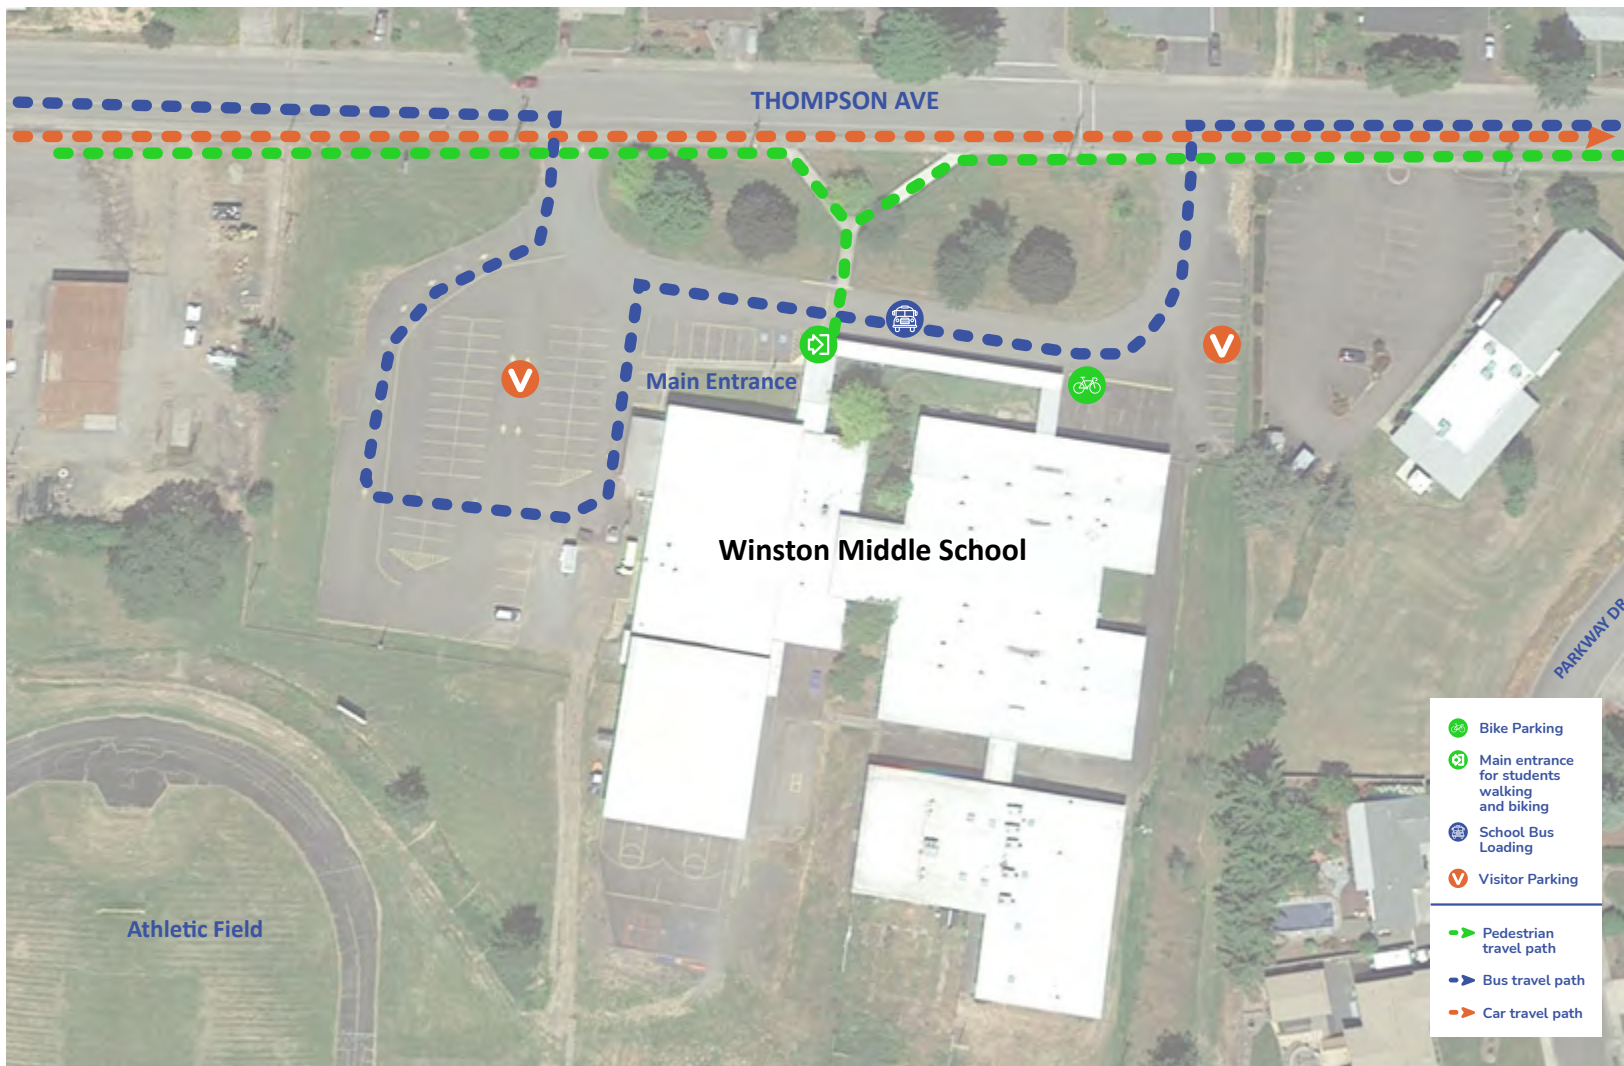 THOMPSON AVE
V
V
Main Entrance
Winston Middle School
PARKWAY DR
Athletic Field
Bike Parking
Main entrance
for students
walking
and biking
School Bus
Loading
V
Visitor Parking
Pedestrian
travel path
Bus travel path
Car travel path